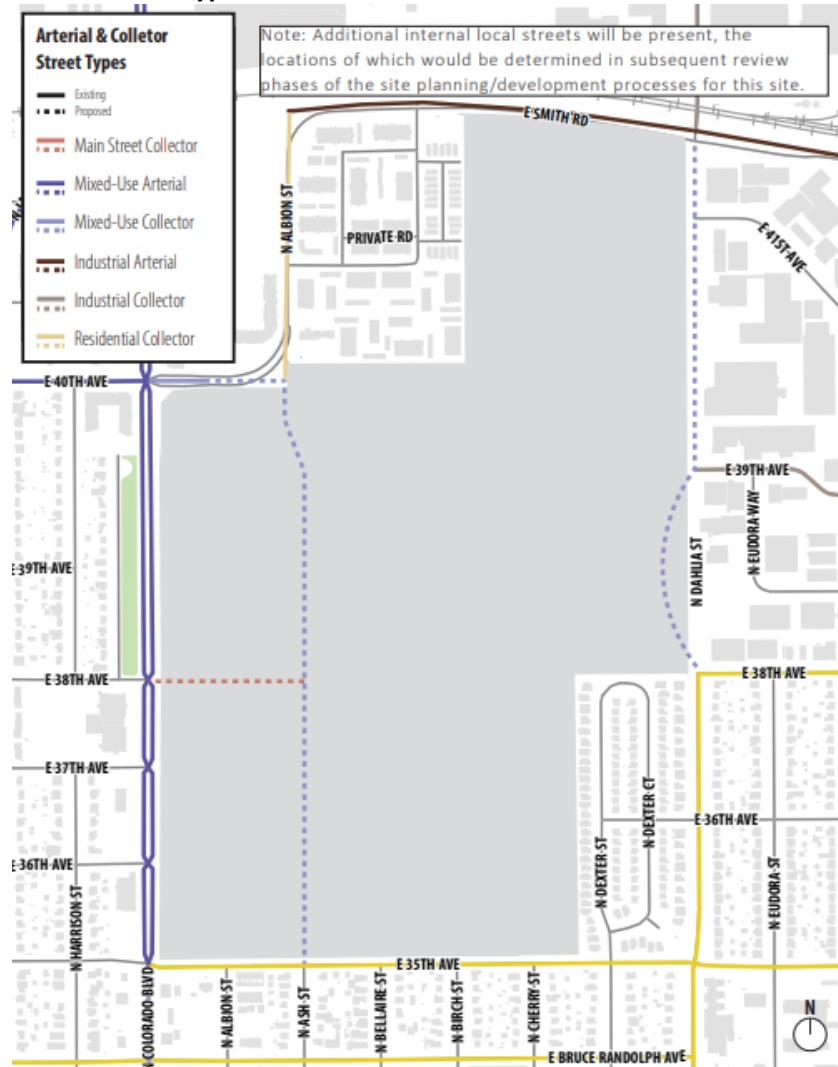 Arterial & Colletor
Street Types
Existing
Proposed
Main Street Collector
Mixed-Use Arterial
Mixed-Use Collector
Industrial Arterial
Industrial Collector
Residential Collector
Note: Additional internal local streets will be present, the
locations of which would be determined in subsequent review
phases of the site planning/development processes for this site.
E SMITH RD
N ALBION ST
PRIVATE RD
E 41ST AVE
E 40TH AVE
E 39TH AVE
N EUDORA WAY
N DAHLIA ST
E 39TH AVE
E 38TH AVE
E 38TH AVE
E 37TH AVE
E 36TH AVE
N DEXTER CT
N DEXTER ST
E 36TH AVE
N EUDORA ST
N HARRISON ST
E 35TH AVE
N COLORADO BLVD
N ALBION ST
N ASH ST
N BELLAIRE ST
N BIRCH ST
N CHERRY ST
N
E BRUCE RANDOLPH AVE